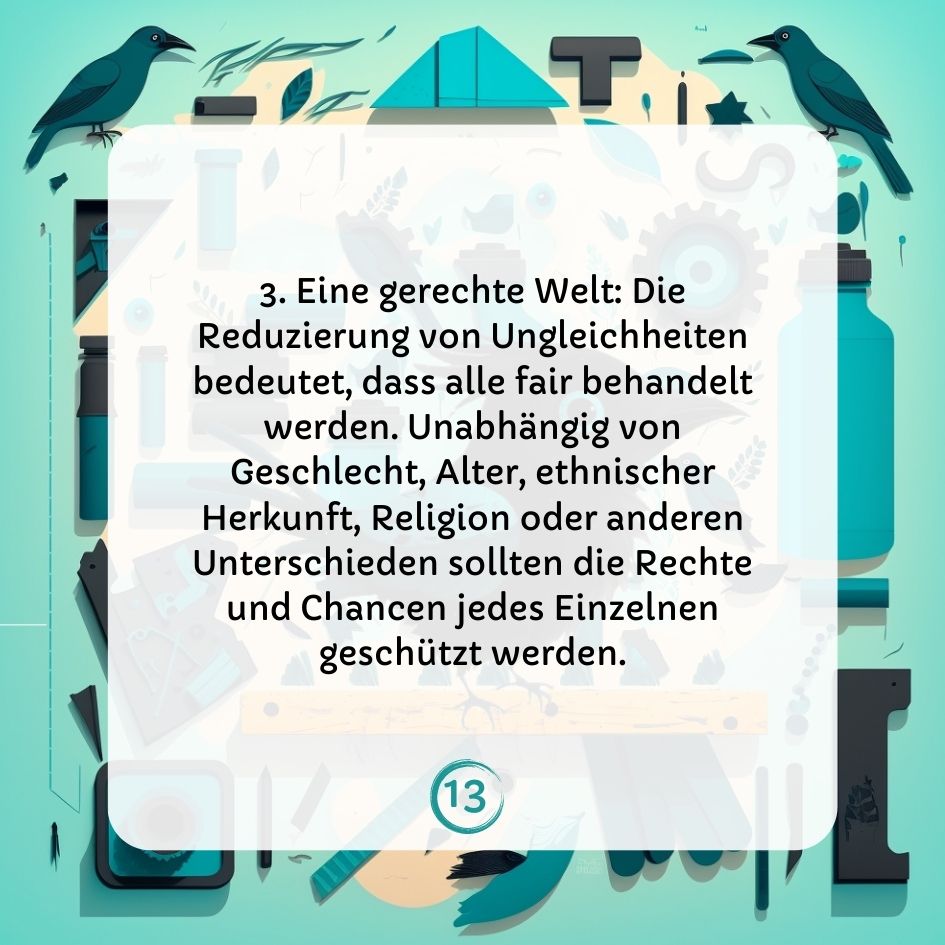 3. Eine gerechte Welt: Die
Reduzierung von Ungleichheiten
bedeutet, dass alle fair behandelt
werden. Unabhängig von
Geschlecht, Alter, ethnischer
Herkunft, Religion oder anderen
Unterschieden sollten die Rechte
und Chancen jedes Einzelnen
geschützt werden.
13